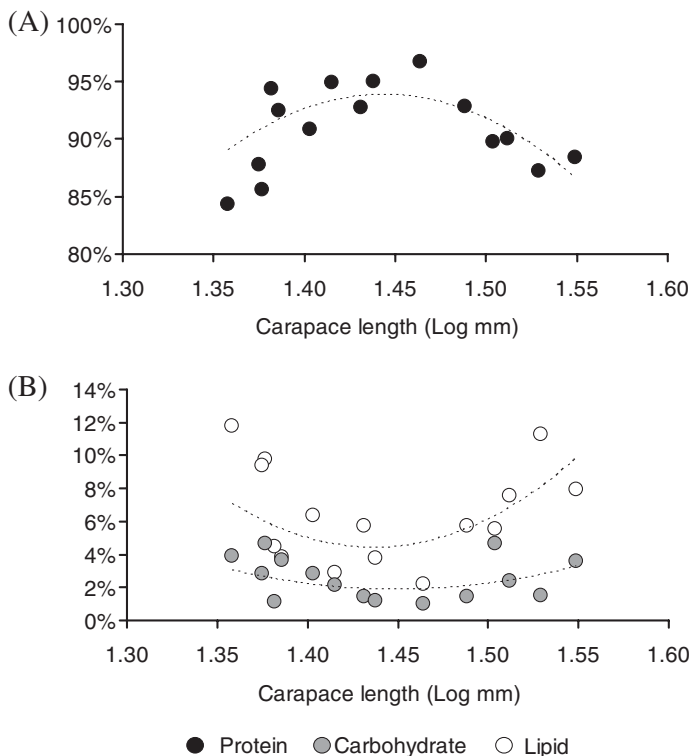 (A)
100%
95%
90%
85%
80%
1.30 1.35 1.40 1.45 1.50 1.55 1.60
Carapace length (Log mm)
(B)
14%
12%
10%
8%
6%
4%
2%
0%
1.30 1.35 1.40 1.45 1.50 1.55 1.60
Carapace length (Log mm)
Protein Carbohydrate Lipid